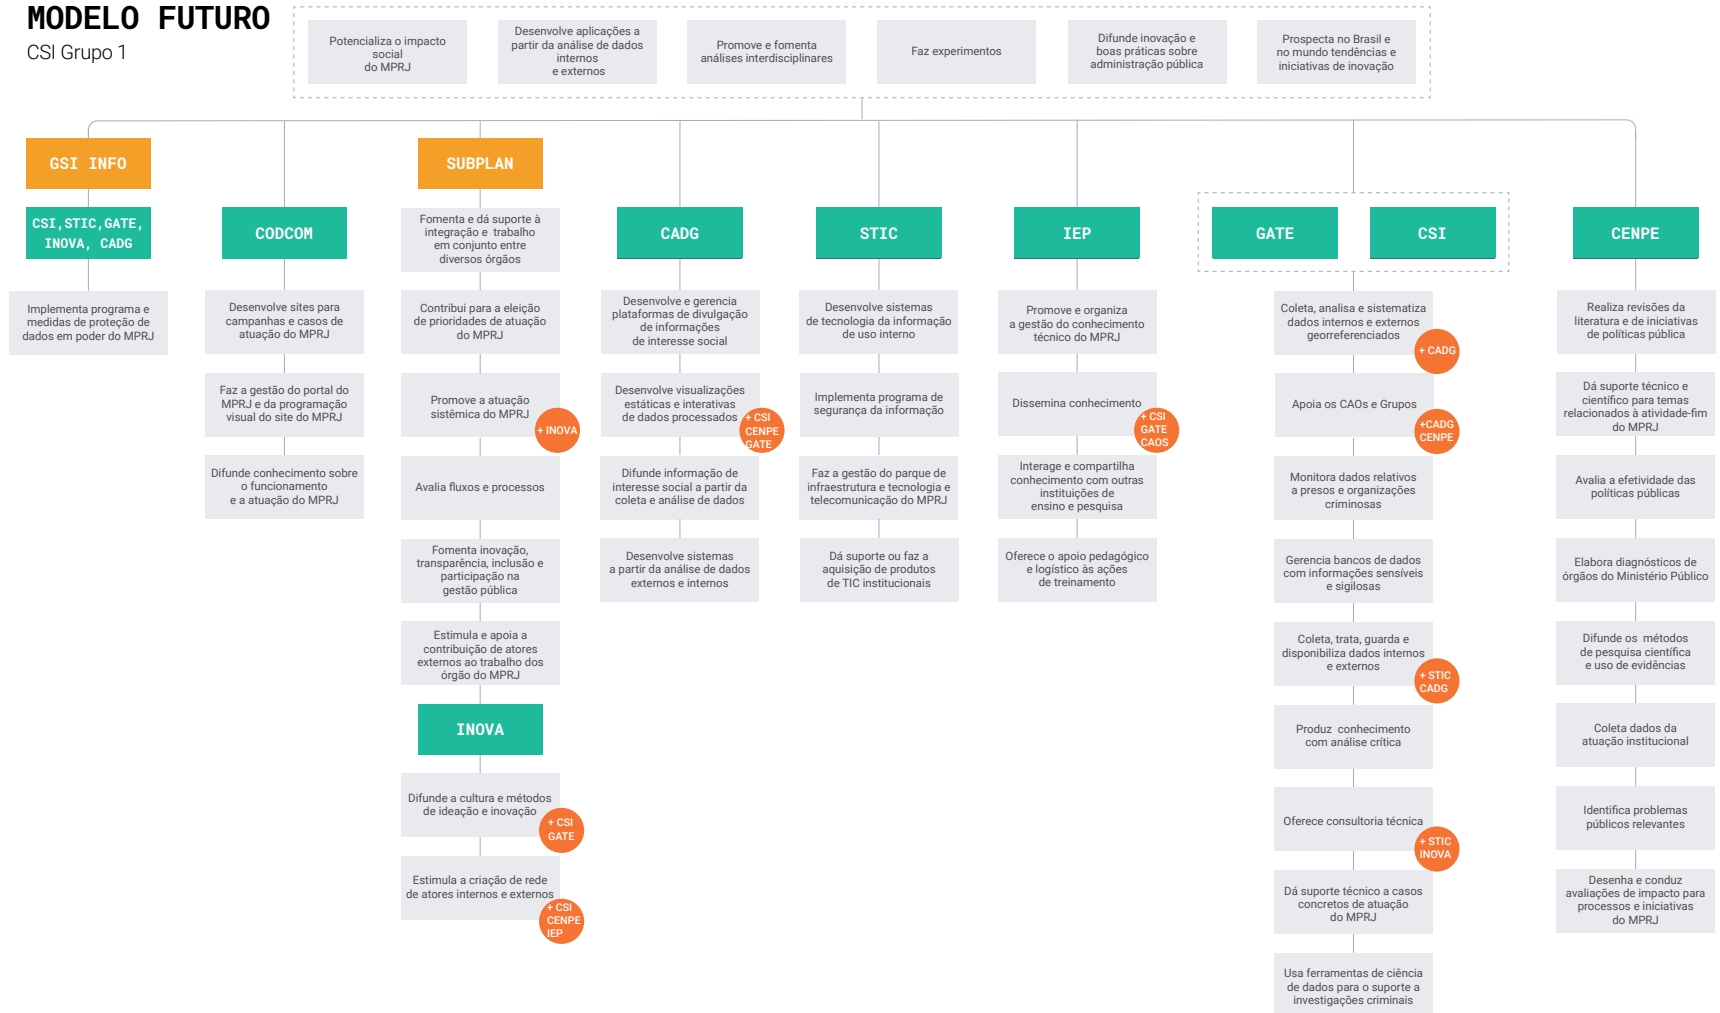 MODELO FUTURO
CSI Grupo 1
Potencializa o impacto
social
do MPRJ
Desenvolve aplicações a
partir da análise de dados
internos
e externos
Promove e fomenta
análises interdisciplinares
Faz experimentos
Difunde inovação e
boas práticas sobre
administração pública
Prospecta no Brasil e
no mundo tendências e
iniciativas de inovação
GSI INFO
CSI,STIC,GATE,
INOVA, CADG
Implementa programa e
medidas de proteção de
dados em poder do MPRJ
CODCOM
Desenvolve sites para
campanhas e casos de
atuação do MPRJ
Faz a gestão do portal do
MPRJ e da programação
visual do site do MPRJ
Difunde conhecimento sobre
o funcionamento
e a atuação do MPRJ
SUBPLAN
Fomenta e dá suporte à
integração e trabalho
em conjunto entre
diversos órgãos
Contribui para a eleição
de prioridades de atuação
do MPRJ
Promove a atuação
sistêmica do MPRJ
+ INOVA
Avalia fluxos e processos
Fomenta inovação,
transparência, inclusão e
participação na
gestão pública
Estimula e apoia a
contribuição de atores
externos ao trabalho dos
órgão do MPRJ
INOVA
Difunde a cultura e métodos
de ideação e inovação
+ CSI
GATE
Estimula a criação de rede
de atores internos e externos
+ CSI
CENPE
IEP
CADG
Desenvolve e gerencia
plataformas de divulgação
de informações
de interesse social
Desenvolve visualizações
estáticas e interativas
de dados processados
+ CSI
CENPE
GATE
Difunde informação de
interesse social a partir da
coleta e análise de dados
Desenvolve sistemas
a partir da análise de dados
externos e internos
STIC
Desenvolve sistemas
de tecnologia da informação
de uso interno
Implementa programa de
segurança da informação
Faz a gestão do parque de
infraestrutura e tecnologia e
telecomunicação do MPRJ
Dá suporte ou faz a
aquisição de produtos
de TIC institucionais
IEP
Promove e organiza
a gestão do conhecimento
técnico do MPRJ
Dissemina conhecimento
+ CSI
GATE
CAOS
Interage e compartilha
conhecimento com outras
instituições de
ensino e pesquisa
Oferece o apoio pedagógico
e logístico às ações
de treinamento
GATE
CSI
Coleta, analisa e sistematiza
dados internos e externos
georreferenciados
+ CADG
Apoia os CAOs e Grupos
+CADG
CENPE
Monitora dados relativos
a presos e organizações
criminosas
Gerencia bancos de dados
com informações sensíveis
e sigilosas
Coleta, trata, guarda e
disponibiliza dados internos
e externos
+ STIC
CADG
Produz conhecimento
com análise crítica
Oferece consultoria técnica
+ STIC
INOVA
Dá suporte técnico a casos
concretos de atuação
do MPRJ
Usa ferramentas de ciência
de dados para o suporte a
investigações criminais
CENPE
Realiza revisões da
literatura e de iniciativas
de políticas pública
Dá suporte técnico e
científico para temas
relacionados à atividade-fim
do MPRJ
Avalia a efetividade das
políticas públicas
Elabora diagnósticos de
órgãos do Ministério Público
Difunde os métodos
de pesquisa científica
e uso de evidências
Coleta dados da
atuação institucional
Identifica problemas
públicos relevantes
Desenha e conduz
avaliações de impacto para
processos e iniciativas
do MPRJ